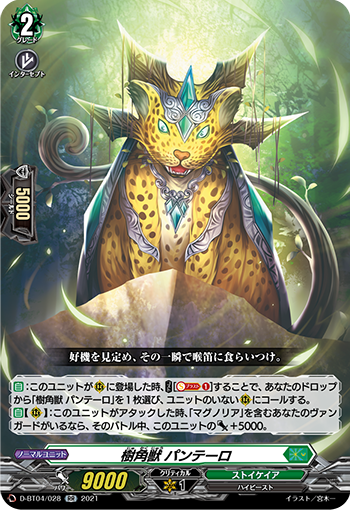 2
グレード
インターセプト
5000
シールド
好機を見定め、その一瞬で喉笛に食らいつけ。
自:このユニットがRに登場した時、【コスト】[CBブラスト1]することで、あなたのドロップ
から「樹角獣 パンテーロ」を1枚選び、ユニットのいないRにコールする。
自【R】:このユニットがアタックした時、「マグノリア」を含むあなたのヴァン
ガードがいるなら、そのバトル中、このユニットの+5000。
ノーマルユニット
樹角獣 パンテーロ
パワー
9000
クリティカル
1
ストイケイア
ハイビースト
D-BT04/028 RR 2021
イラスト/宮本一